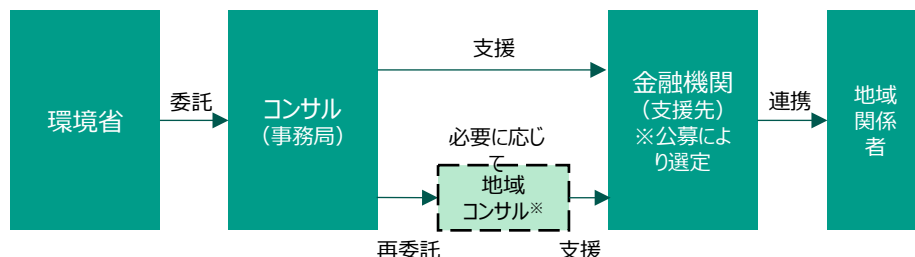 環境省
委託
コンサル
（事務局）
支援
必要に応じ
て
地域
コンサル※
再委託
支援
金融機関
（支援先）
※公募によ
り選定
連携
地域
関係
者